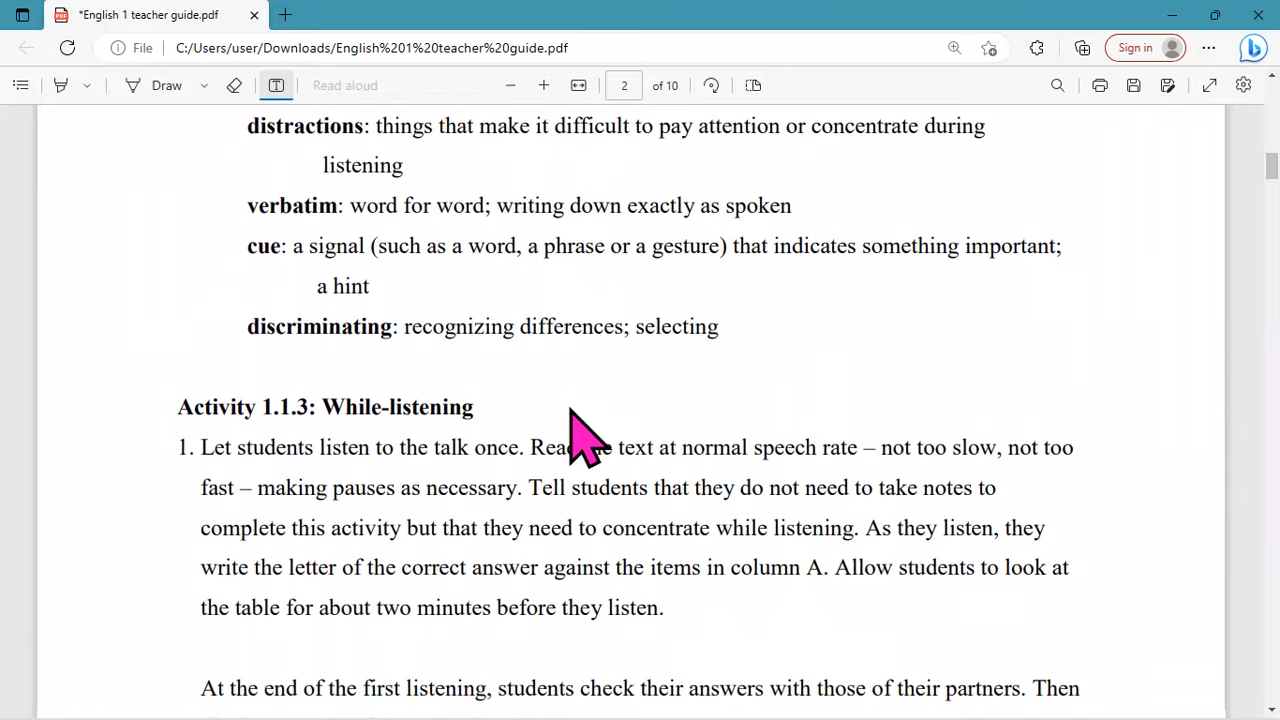 *English 1 teacher guide.pdf
File
C:/Users/user/Downloads/English%201%20teacher%20guide.pdf
Sign in
Draw
Read aloud
2
of 10
distractions: things that make it difficult to pay attention or concentrate during
listening
verbatim: word for word; writing down exactly as spoken
cue: a signal (such as a word, a phrase or a gesture) that indicates something important;
a hint
discriminating: recognizing differences; selecting
Activity 1.1.3: While-listening
1. Let students listen to the talk once. text at normal speech rate – not too slow, not too
fast – making pauses as necessary. Tell students that they do not need to take notes to
complete this activity but that they need to concentrate while listening. As they listen, they
write the letter of the correct answer against the items in column A. Allow students to look at
the table for about two minutes before they listen.
At the end of the first listening, students check their answers with those of their partners. Then